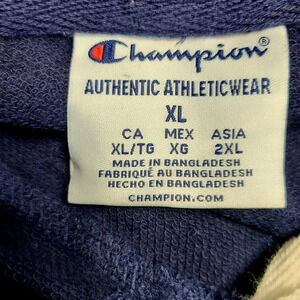 Champion®
AUTHENTIC ATHLETICWEAR
XL
CA MEX ASIA
XL/TG XG 2XL
MADE IN BANGLADESH
FABRIQUÉ AU BANGLADESH
HECHO EN BANGLADESH
CHAMPION.COM